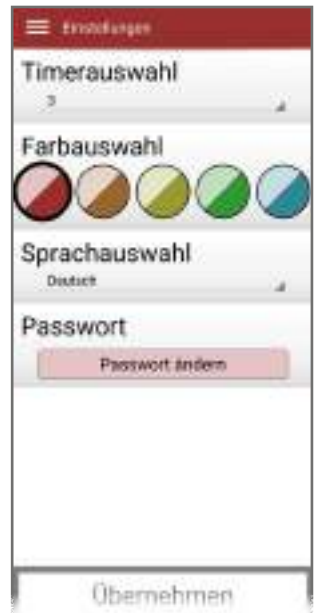 Einstellungen
Timerauswahl
3
Farbauswahl
Sprachauswahl
Deutsch
Passwort
Passwort ändern
Übernehmen